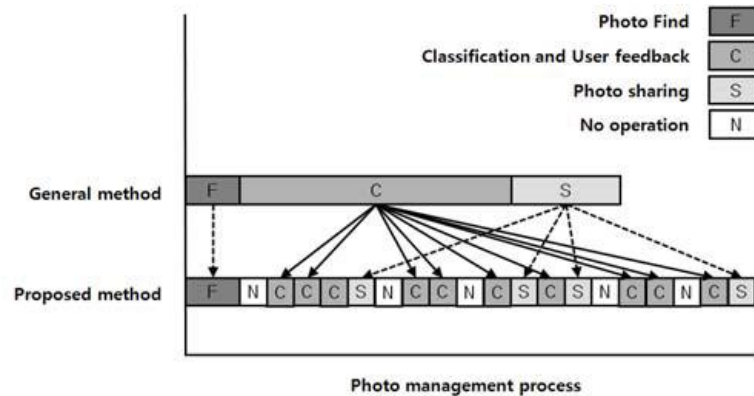 Photo Find F
Classification and User feedback C
Photo sharing S
No operation N
General method F C S
Proposed method F N C C C S N C C N C S C S N C C N C S
Photo management process